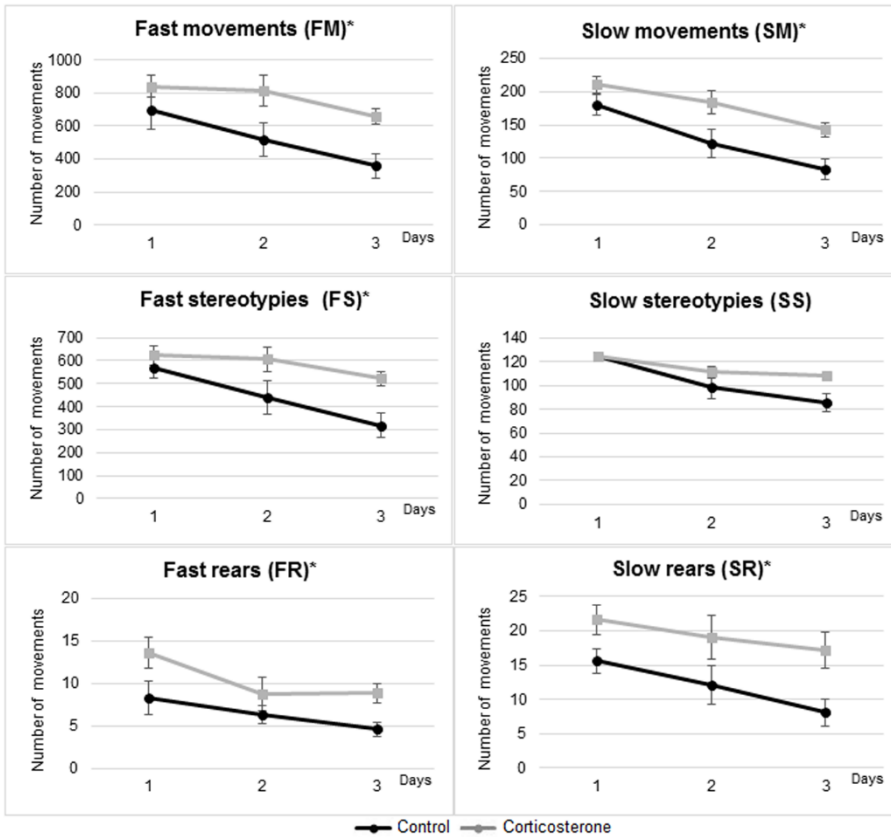 Fast movements (FM)*
Number of movements
1000
800
600
400
200
0
1 2 3 Days
Slow movements (SM)*
Number of movements
250
200
150
100
50
0
1 2 3 Days
Fast stereotypies (FS)*
Number of movements
700
600
500
400
300
200
100
0
1 2 3 Days
Slow stereotypies (SS)
Number of movements
140
120
100
80
60
40
20
0
1 2 3 Days
Fast rears (FR)*
Number of movements
20
15
10
5
0
1 2 3 Days
Slow rears (SR)*
Number of movements
25
20
15
10
5
0
1 2 3 Days
Control Corticosterone